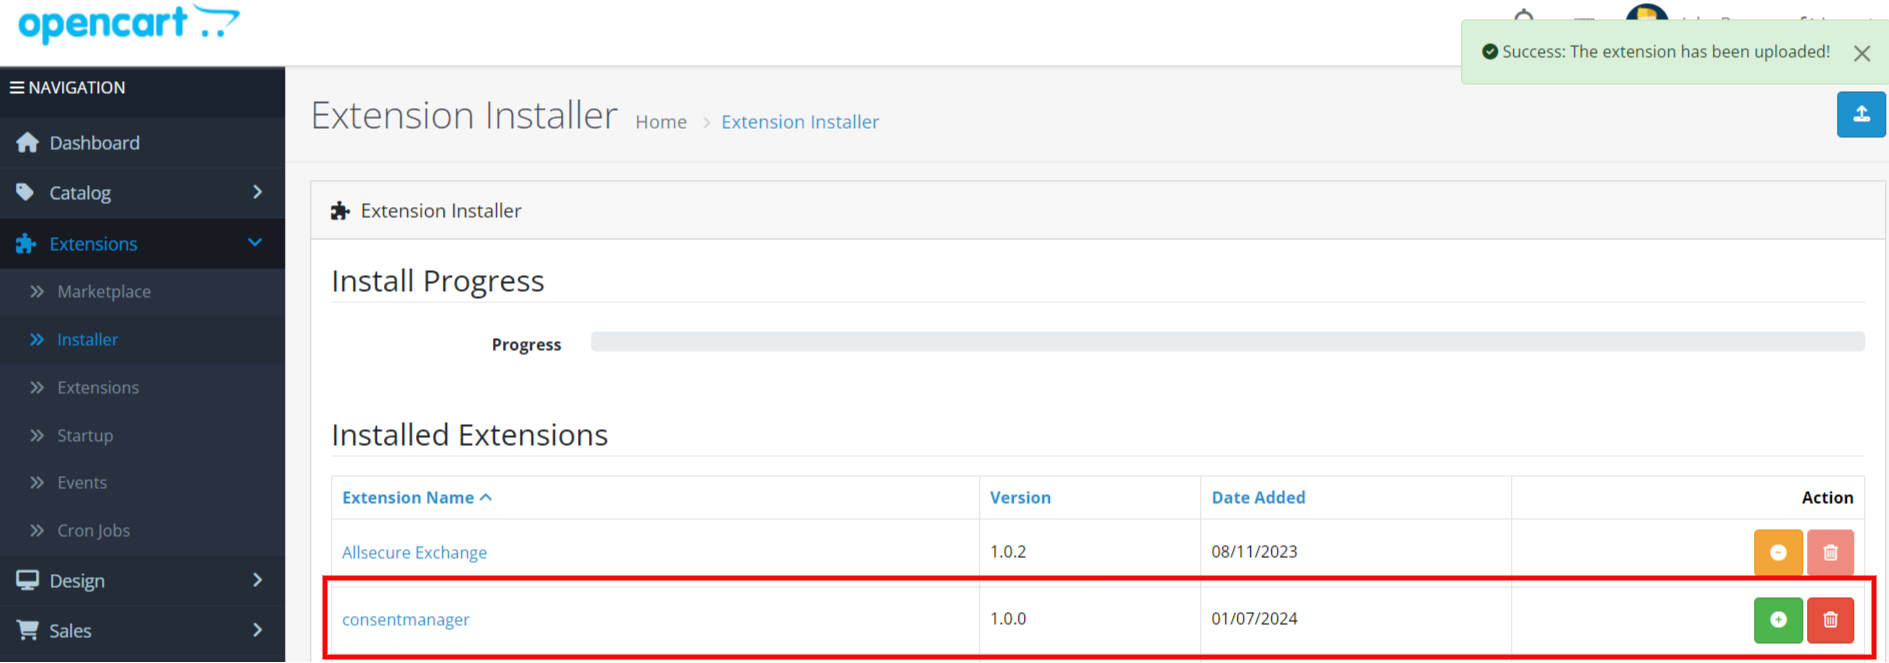 opencart
Success: The extension has been uploaded!
NAVIGATION
Extension Installer Home > Extension Installer
Dashboard
Catalog
Extension Installer
Extensions
Marketplace
Installer
Extensions
Startup
Events
Cron Jobs
Design
Sales
Install Progress
Progress
Installed Extensions
Extension Name Version Date Added Action
Allsecure Exchange 1.0.2 08/11/2023
consentmanager 1.0.0 01/07/2024